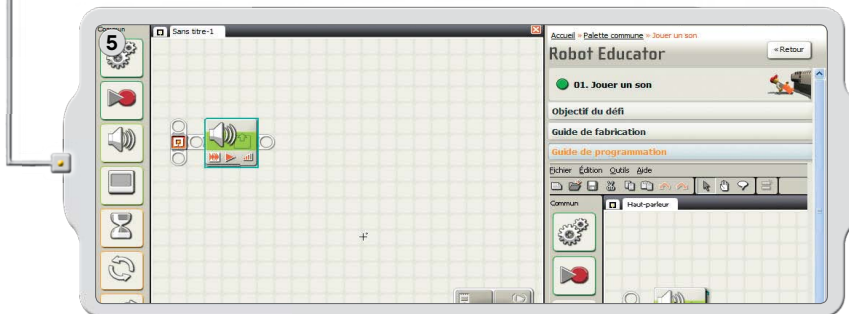 Commun
5
Sans titre-1
Accueil » Palette commune » Jouer un son
Robot Educator
«Retour
01. Jouer un son
Objectif du défi
Guide de fabrication
Guide de programmation
Fichier Édition Outils Aide
Commun
Haut-parleur